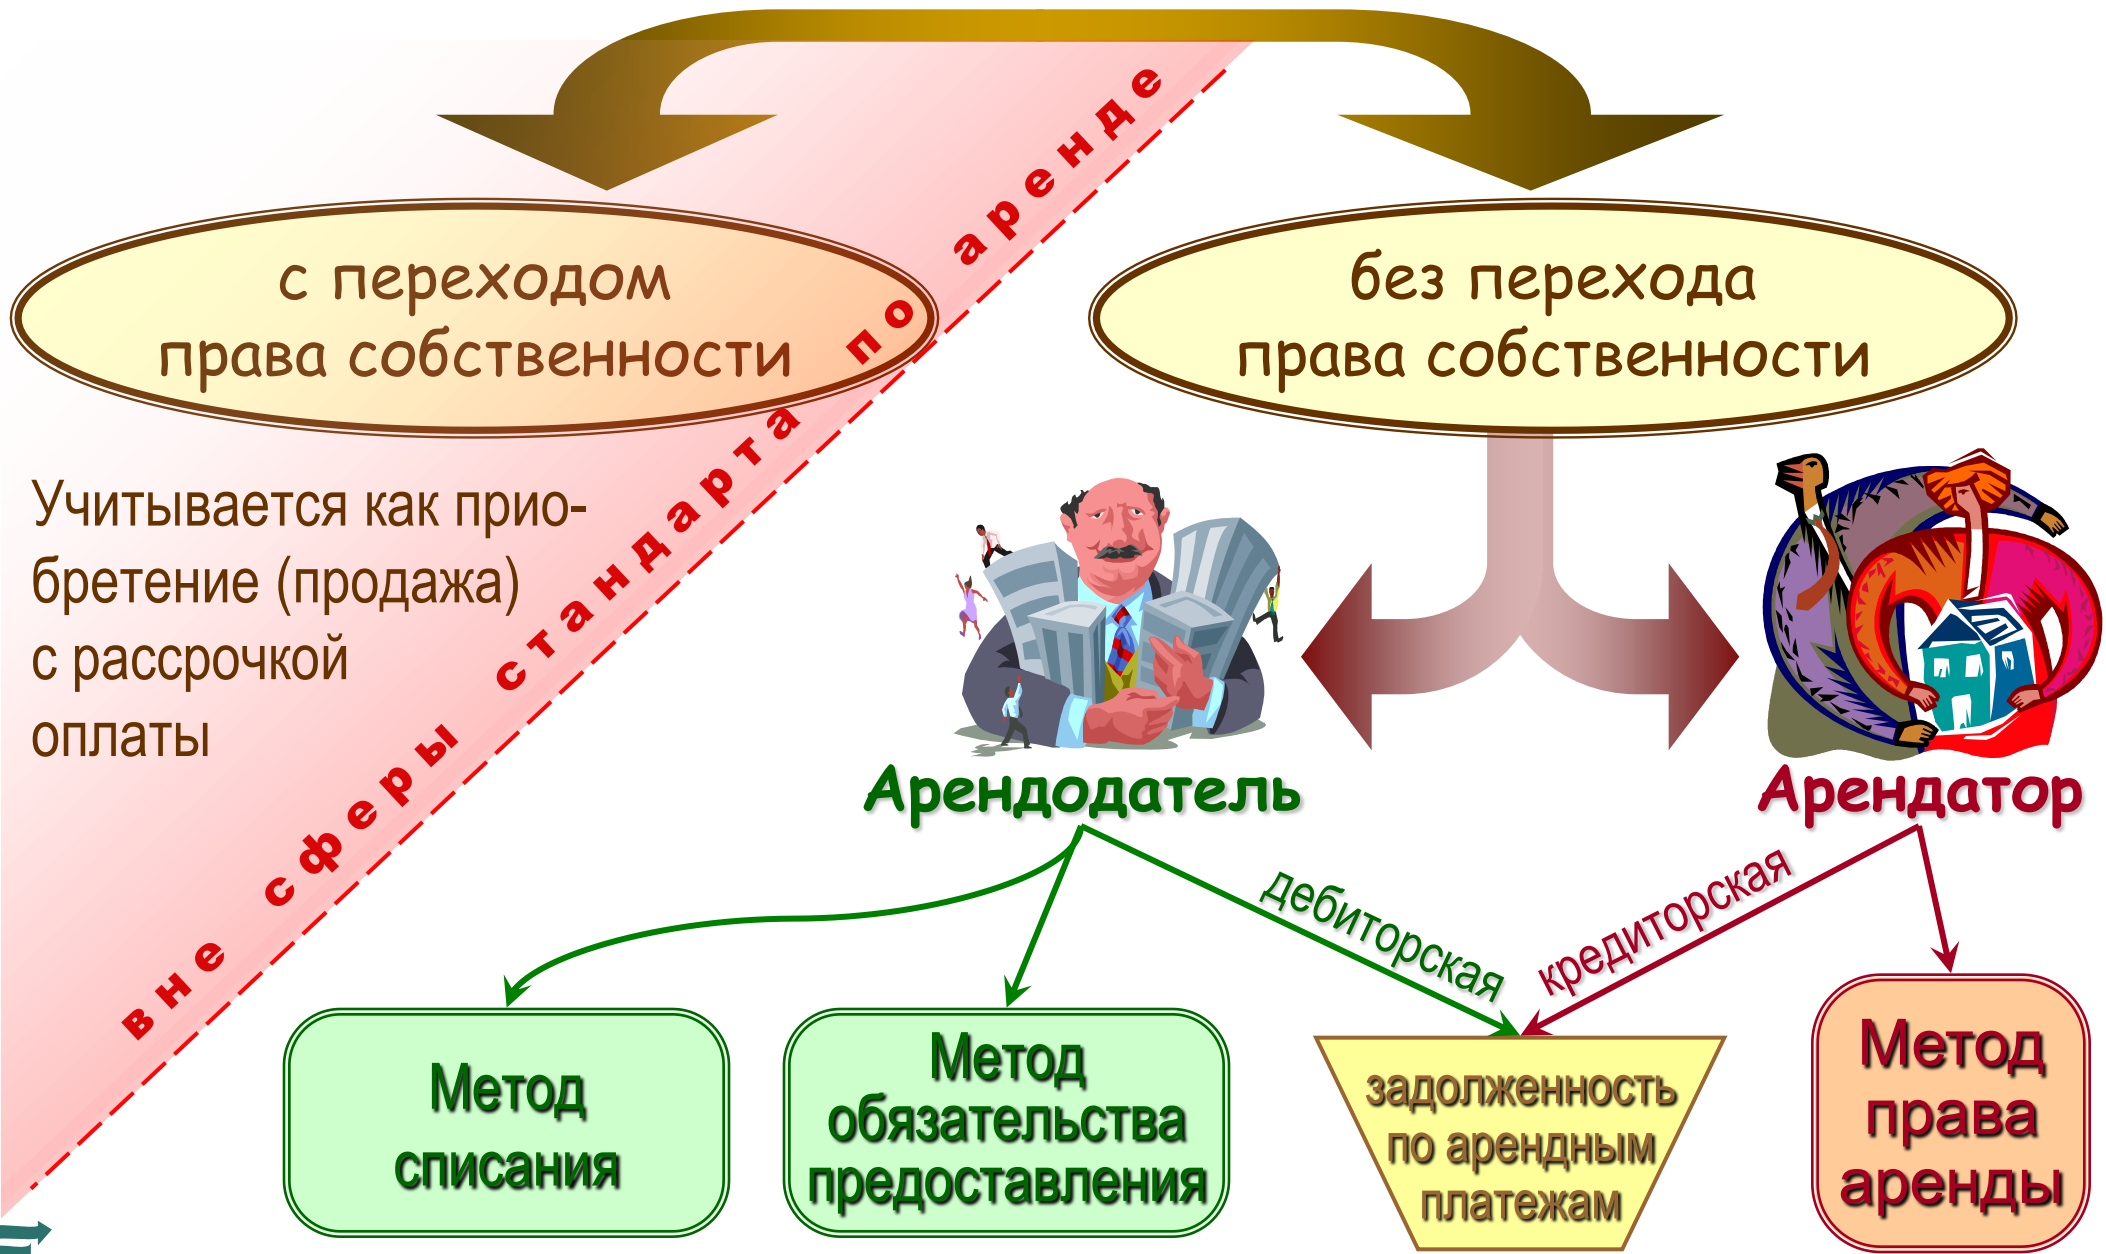 с переходом
права собственности
без перехода
права собственности
вне сферы стандарта по аренде
Учитывается как прио-
бретение (продажа)
с рассрочкой
оплаты
Арендодатель
Арендатор
дебиторская
кредиторская
Метод
списания
Метод
обязательства
предоставления
задолженность
по арендным
платежам
Метод
права
аренды